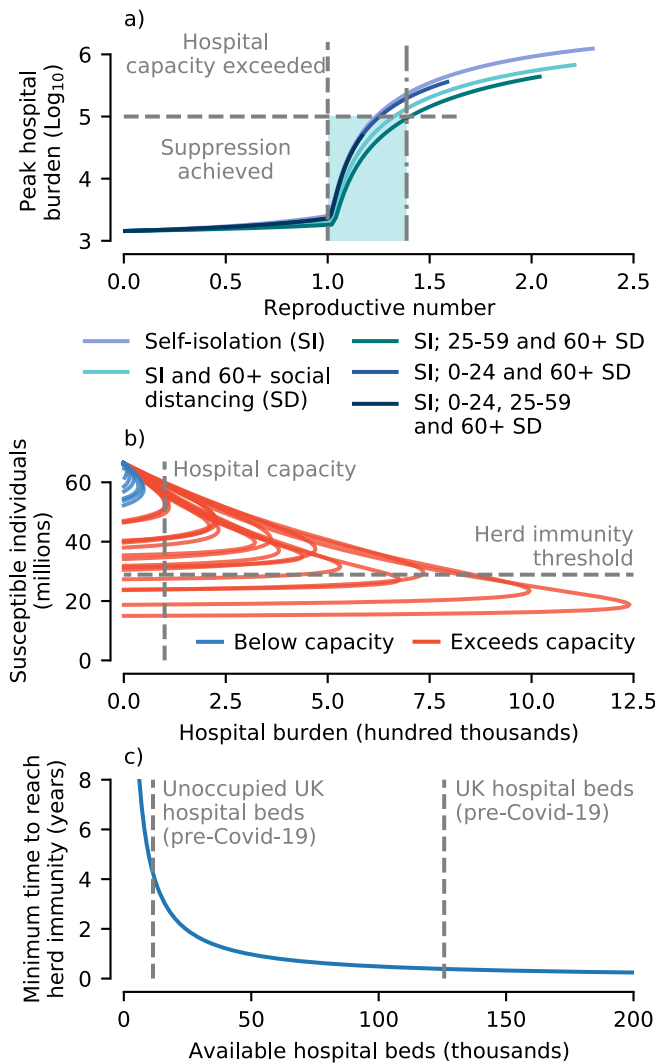 a)
Peak hospital
burden (Log10)
6
5
4
3
Hospital
capacity exceeded
Suppression
achieved
0.0 0.5 1.0 1.5 2.0 2.5
Reproductive number
Self-isolation (SI)
SI and 60+ social
distancing (SD)
SI; 25-59 and 60+ SD
SI; 0-24 and 60+ SD
SI; 0-24, 25-59
and 60+ SD
b)
Susceptible individuals
(millions)
60
40
20
0
Hospital capacity
Herd immunity
threshold
Below capacity
Exceeds capacity
0.0 2.5 5.0 7.5 10.0 12.5
Hospital burden (hundred thousands)
c)
Minimum time to reach
herd immunity (years)
8
6
4
2
0
Unoccupied UK
hospital beds
(pre-Covid-19)
UK hospital beds
(pre-Covid-19)
0 50 100 150 200
Available hospital beds (thousands)